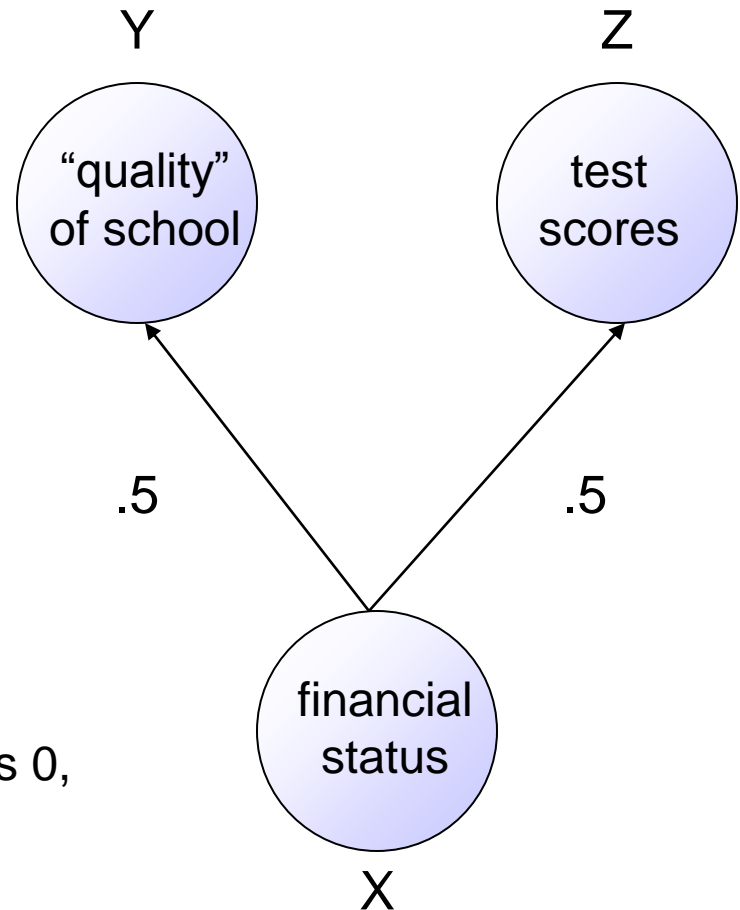 Y
Z
“quality”
of school
test
scores
.5
.5
financial
status
s 0,
X